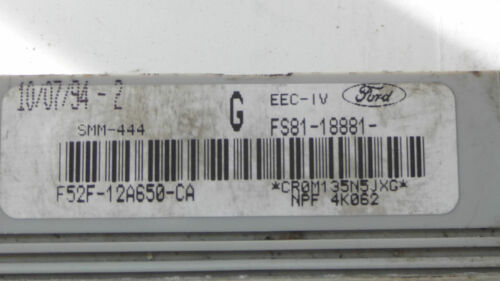 10/07/94 - 2
G
EEC-IV
Ford
SMM-444
FS81-18881-
F52F-12A650-CA
*CR0M135N5JXG*
NPF 4K062